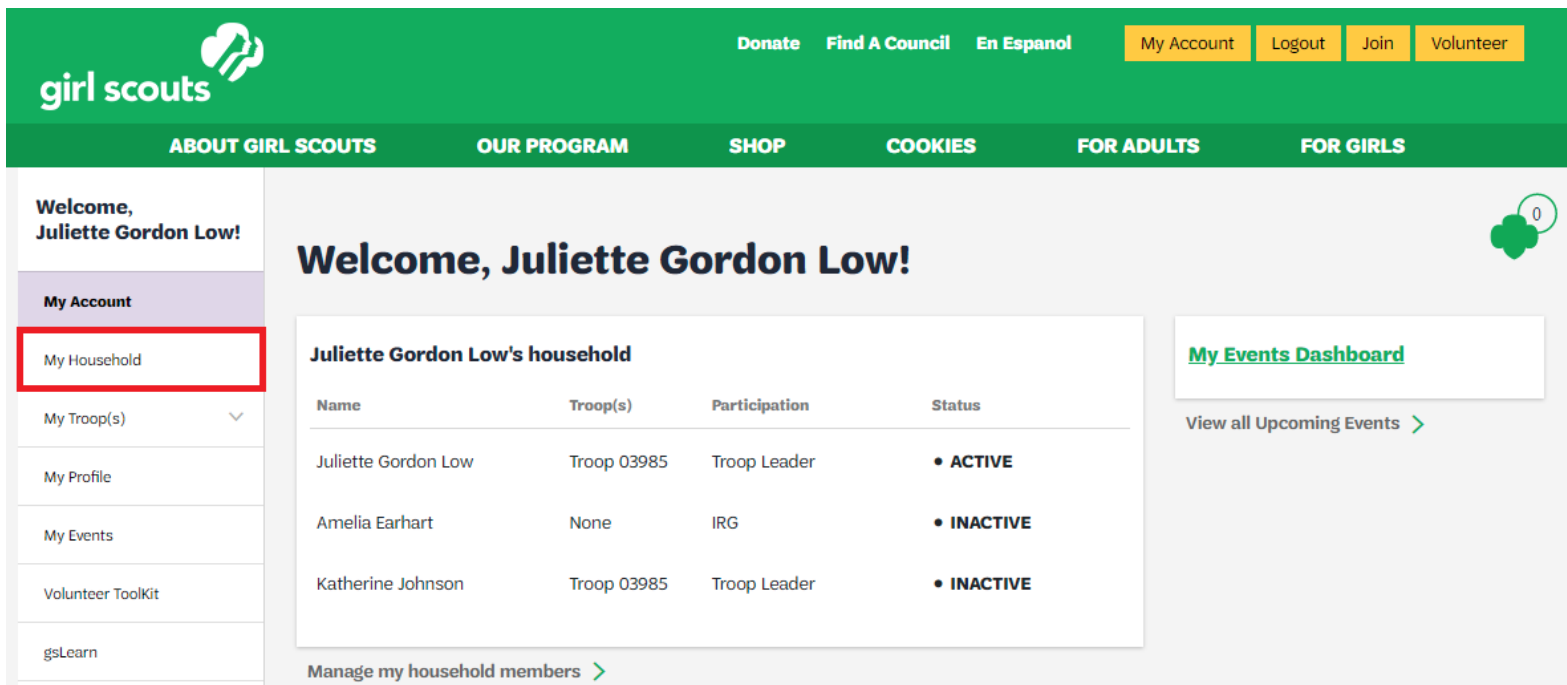 girl scouts
Donate Find A Council En Espanol My Account Logout Join Volunteer
ABOUT GIRL SCOUTS OUR PROGRAM SHOP COOKIES FOR ADULTS FOR GIRLS
Welcome,
Juliette Gordon Low!
My Account
My Household
My Troop(s)
My Profile
My Events
Volunteer ToolKit
gsLearn
0
Welcome, Juliette Gordon Low!
Juliette Gordon Low's household
Name Troop(s) Participation Status
Juliette Gordon Low Troop 03985 Troop Leader • ACTIVE
Amelia Earhart None IRG • INACTIVE
Katherine Johnson Troop 03985 Troop Leader • INACTIVE
Manage my household members
My Events Dashboard
View all Upcoming Events